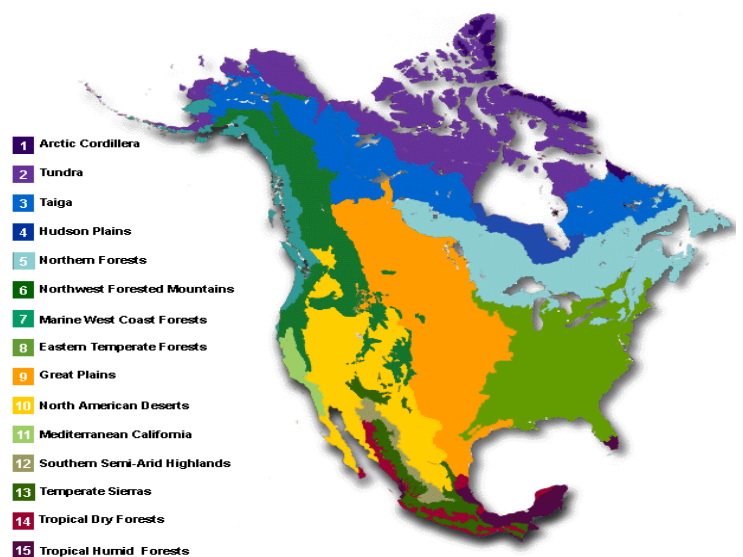 1 Arctic Cordillera
2 Tundra
3 Taiga
4 Hudson Plains
5 Northern Forests
6 Northwest Forested Mountains
7 Marine West Coast Forests
8 Eastern Temperate Forests
9 Great Plains
10 North American Deserts
11 Mediterranean California
12 Southern Semi-Arid Highlands
13 Temperate Sierras
14 Tropical Dry Forests
15 Tropical Humid Forests